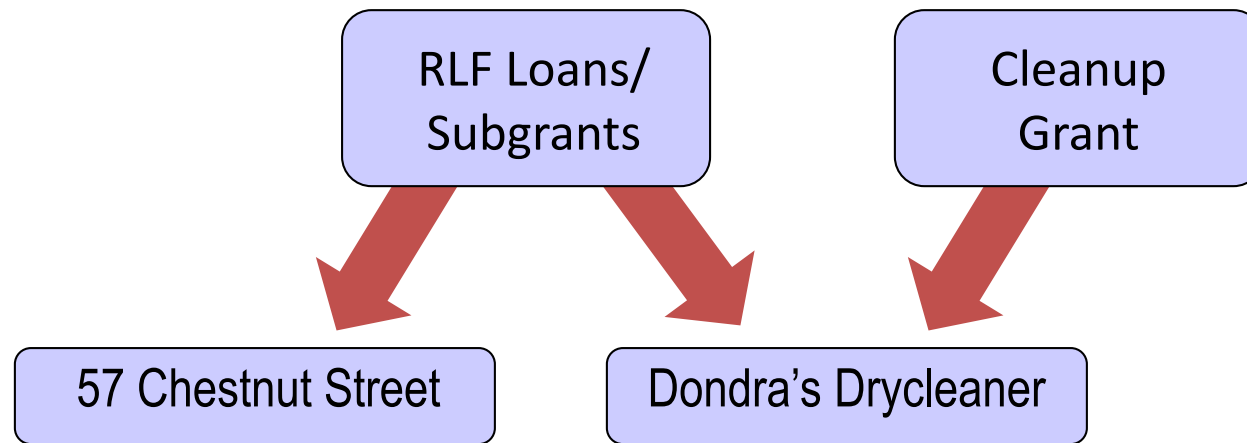 RLF Loans/
Subgrants
Cleanup
Grant
57 Chestnut Street
Dondra’s Drycleaner